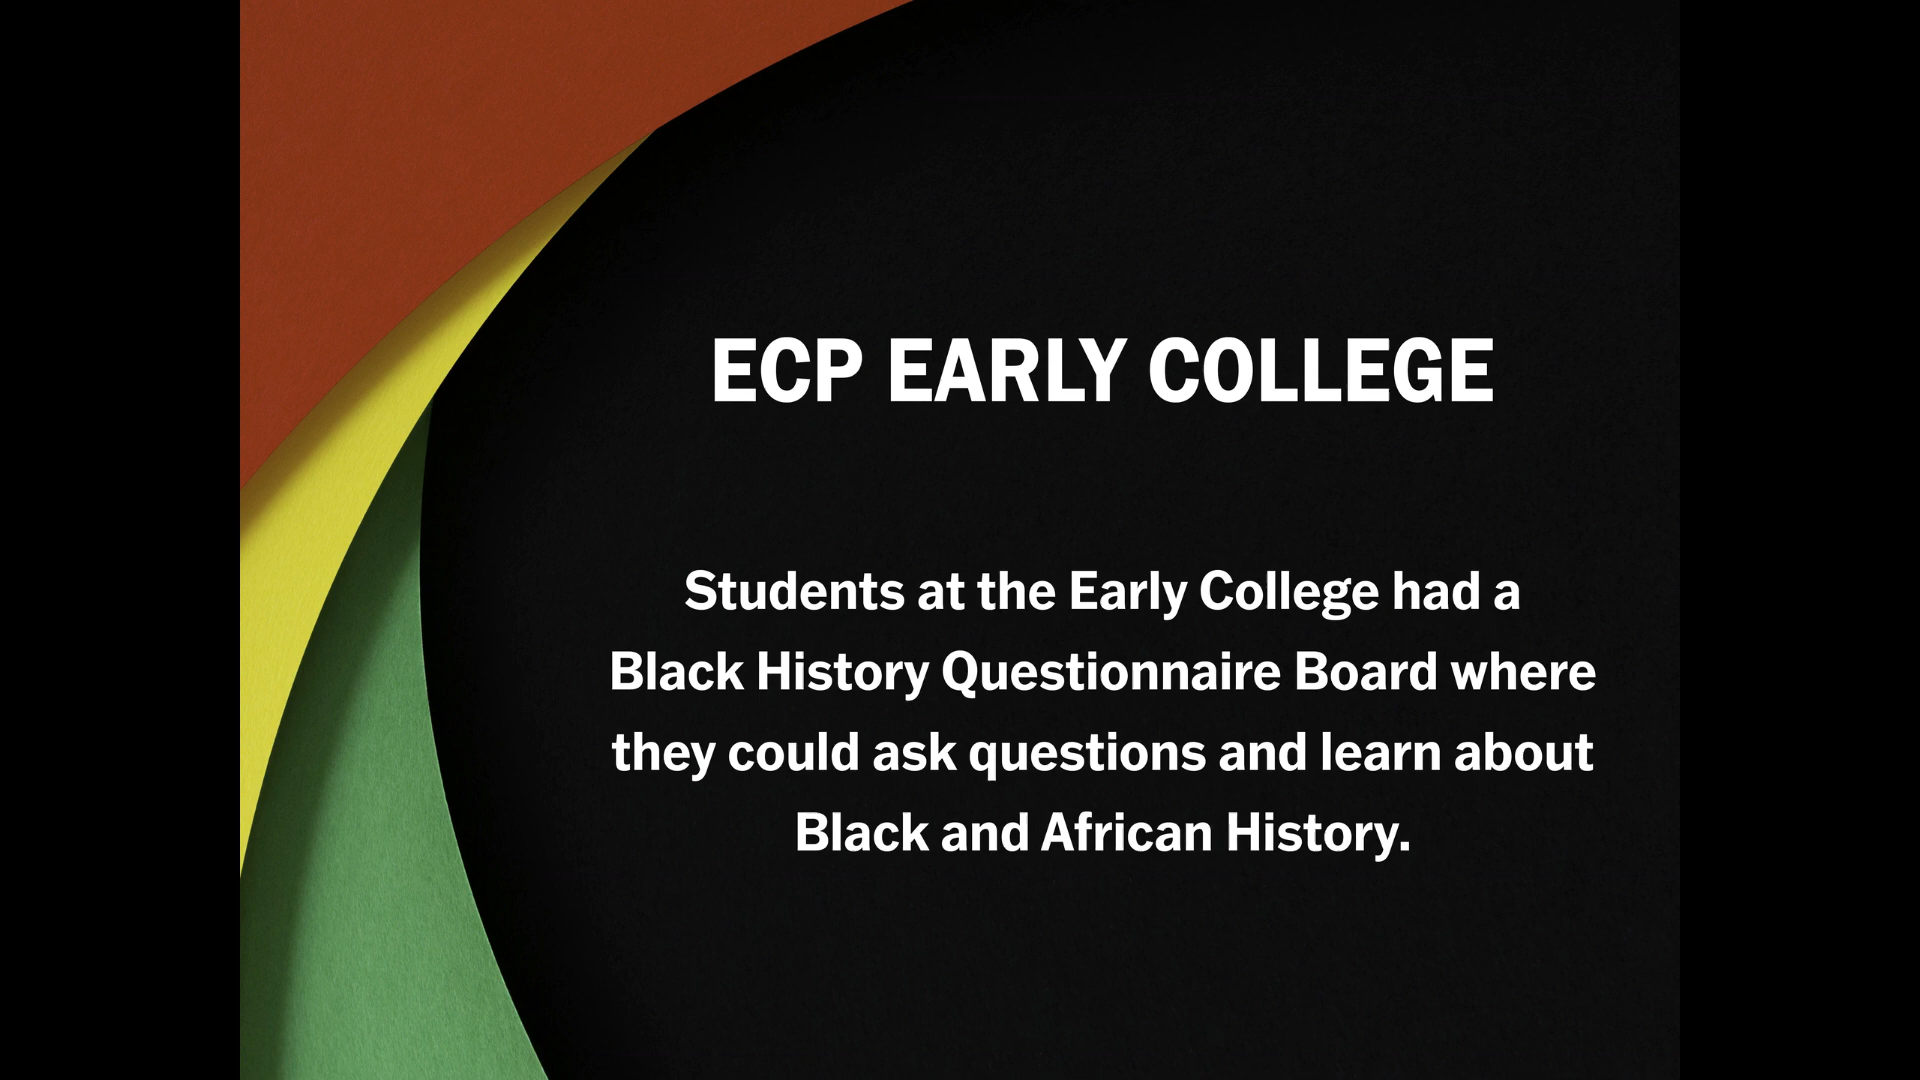 ECP EARLY COLLEGE
Students at the Early College had a
Black History Questionnaire Board where
they could ask questions and learn about
Black and African History.